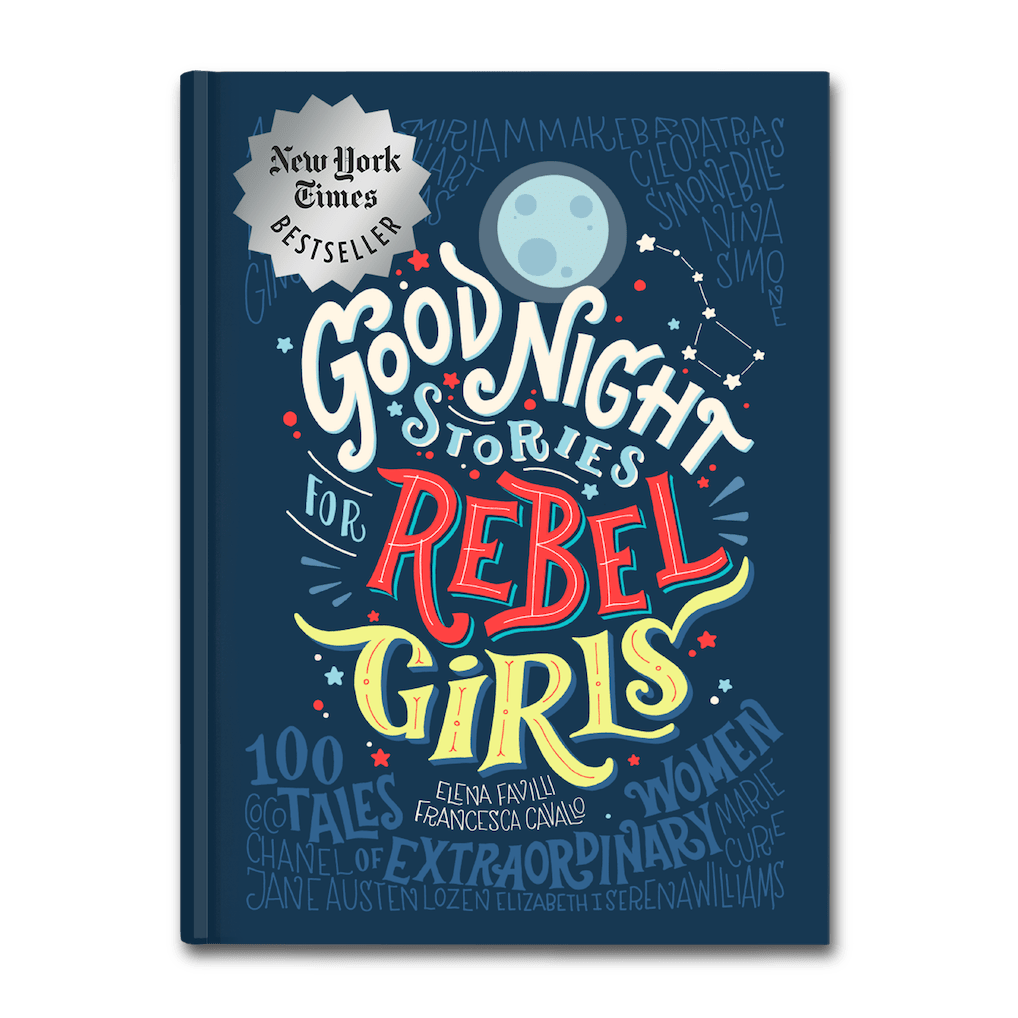 New York
Times
BESTSELLER
MIRIAM MAKEBA
CLEOPATRA
SIMONE BILES
NINA
SIMONE
GOOD NIGHT
STORIES
FOR
REBEL
GIRLS
ELENA FAVILLI
FRANCESCA CAVALLO
100
TALES
OF EXTRAORDINARY
WOMEN
COCO
CHANEL
MARIE
CURIE
JANE AUSTEN LOZEN ELIZABETH I SERENA WILLIAMS